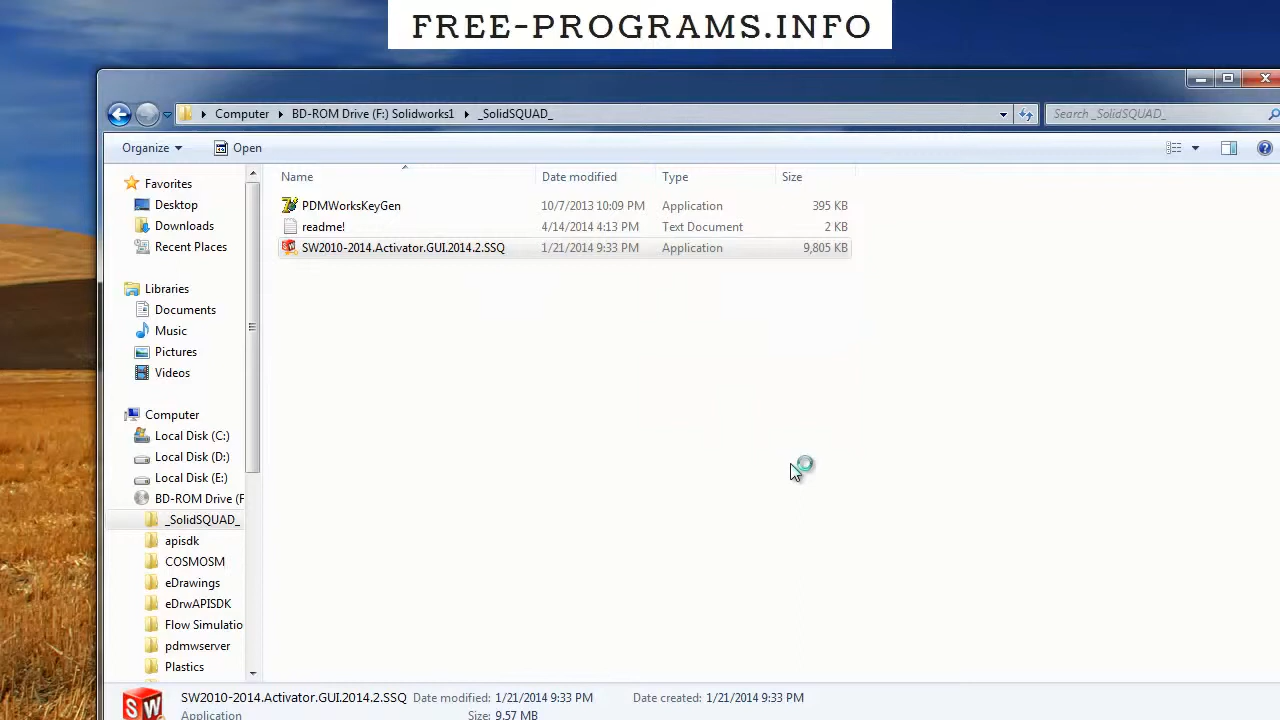 FREE-PROGRAMS.INFO
Computer BD-ROM Drive (F:) Solidworks1 _SolidSQUAD_
Search _SolidSQUAD_
Organize Open
Name Date modified Type Size
PDMWorksKeyGen 10/7/2013 10:09 PM Application 395 KB
readme! 4/14/2014 4:13 PM Text Document 2 KB
SW2010-2014.Activator.GUI.2014.2.SSQ 1/21/2014 9:33 PM Application 9,805 KB
Favorites
Desktop
Downloads
Recent Places
Libraries
Documents
Music
Pictures
Videos
Computer
Local Disk (C:)
Local Disk (D:)
Local Disk (E:)
BD-ROM Drive (F
_SolidSQUAD_
apisdk
COSMOSM
eDrawings
eDrwAPISDK
Flow Simulatio
pdmwserver
Plastics
SW2010-2014.Activator.GUI.2014.2.SSQ Date modified: 1/21/2014 9:33 PM Date created: 1/21/2014 9:33 PM
Application Size: 9.57 MB
SW